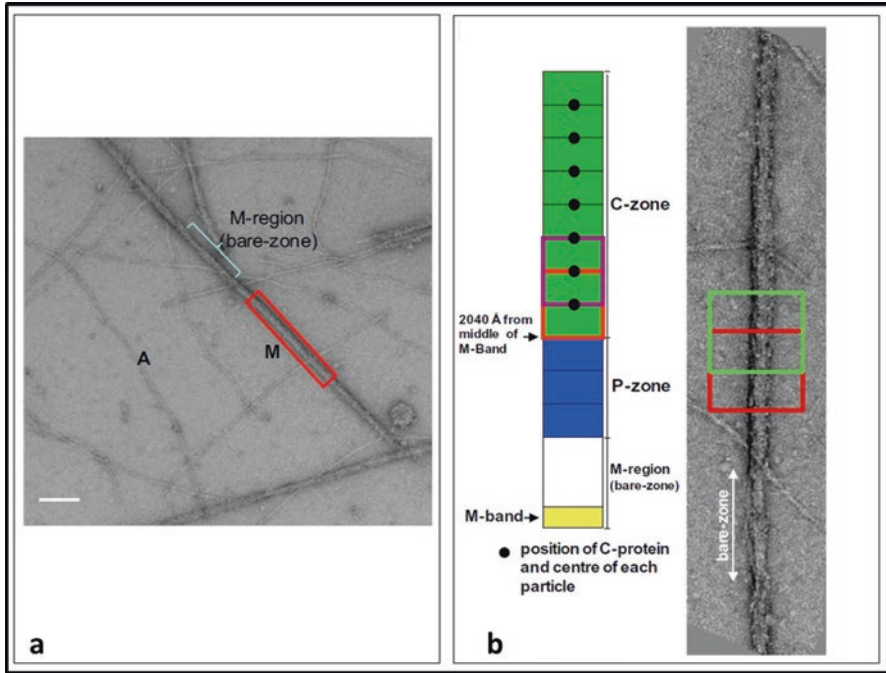 M-region
(bare-zone)
A
M
a
C-zone
2040 Å from
middle of
M-Band
P-zone
M-region
(bare-zone)
M-band
position of C-protein
and centre of each
particle
bare-zone
b